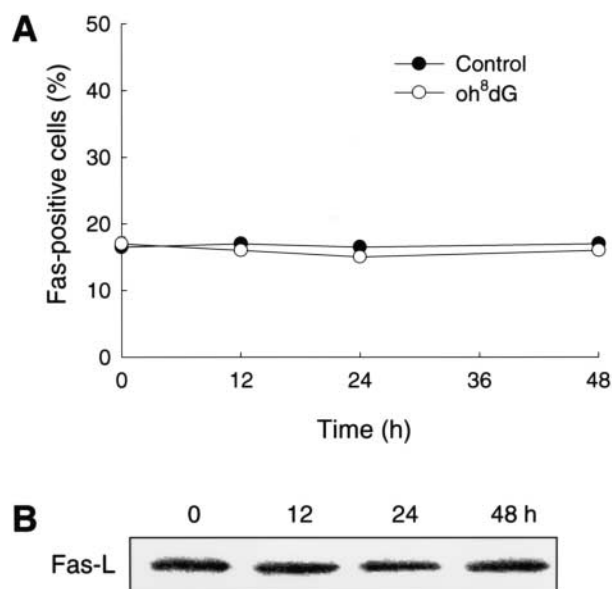 A
50
40
30
20
10
0
Fas-positive cells (%)
Control
oh⁸dG
0 12 24 36 48
Time (h)
B
0 12 24 48 h
Fas-L